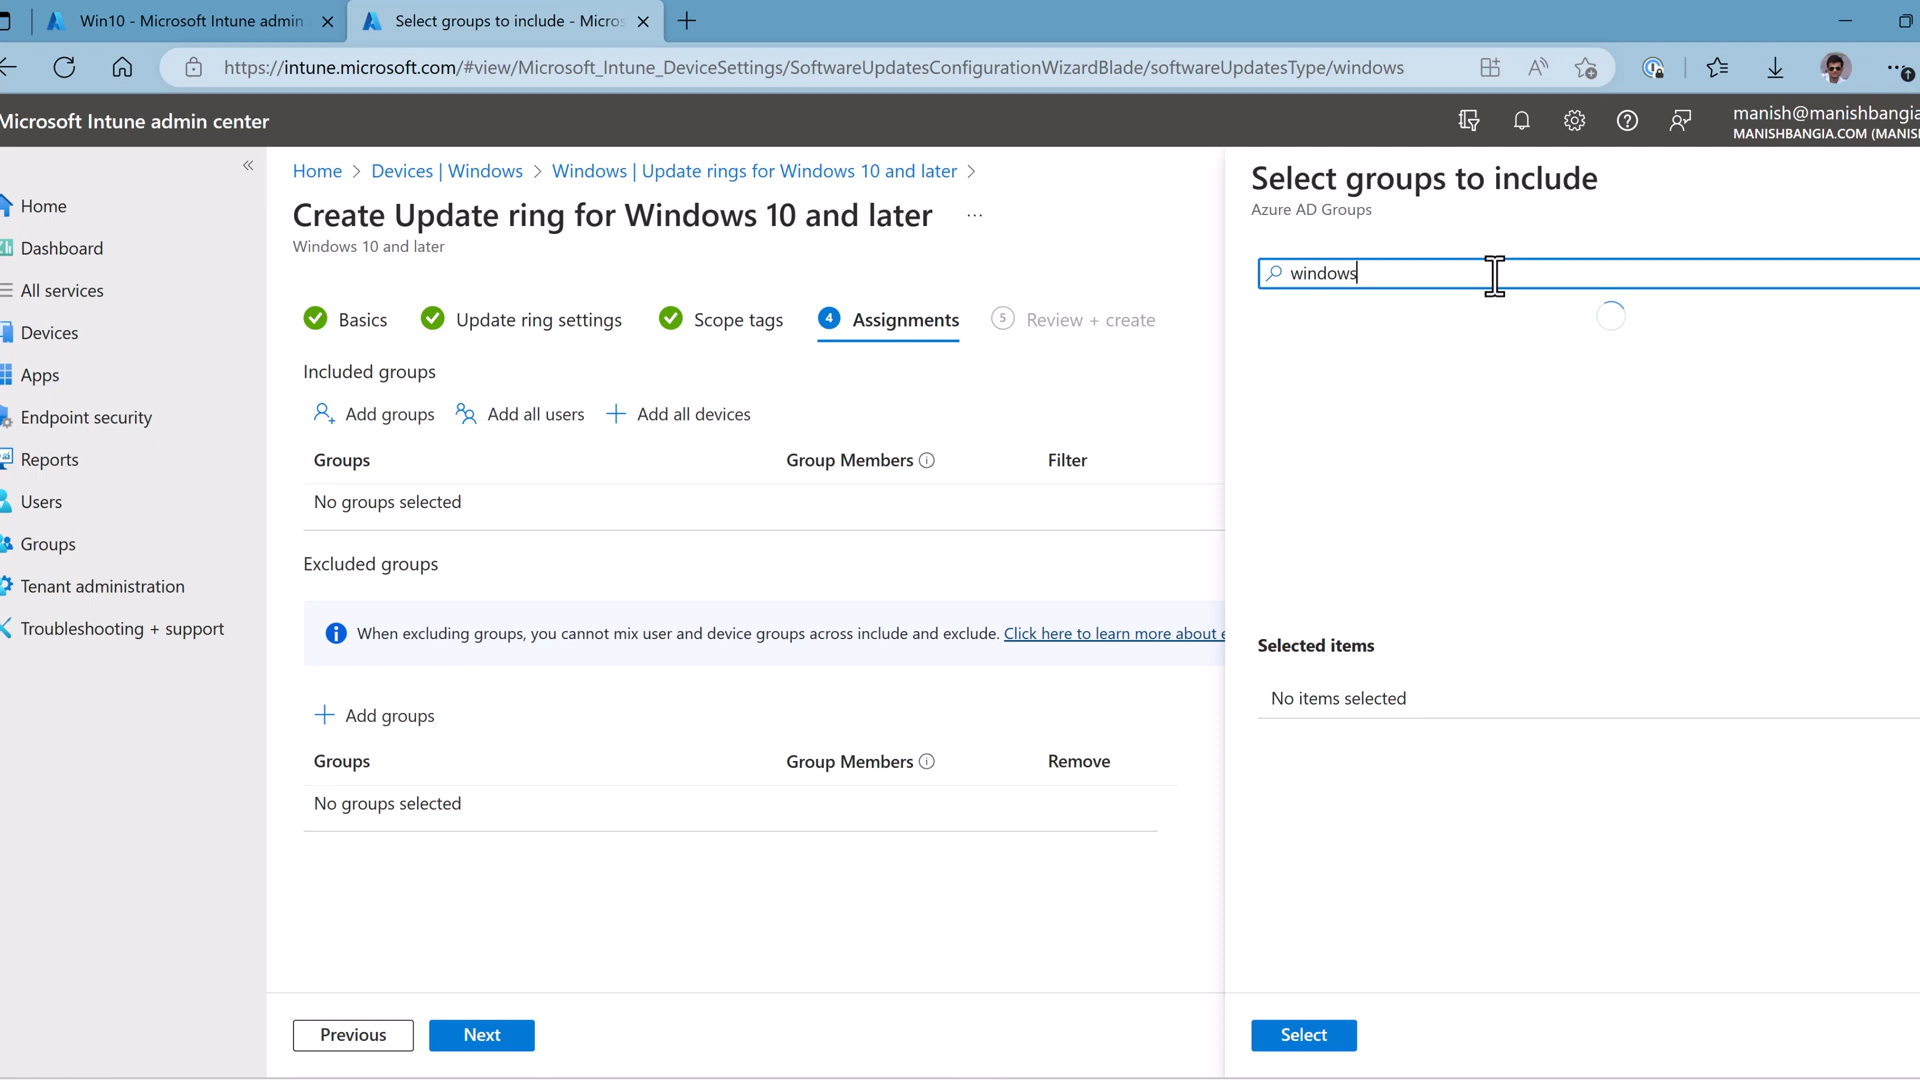 Win10 - Microsoft Intune admin
Select groups to include - Micros
https://intune.microsoft.com/#view/Microsoft_Intune_DeviceSettings/SoftwareUpdatesConfigurationWizardBlade/softwareUpdatesType/windows
Microsoft Intune admin center
manish@manishbangia
MANISHBANGIA.COM (MANIS
Home > Devices | Windows > Windows | Update rings for Windows 10 and later >
Create Update ring for Windows 10 and later ...
Windows 10 and later
Home
Dashboard
All services
Devices
Apps
Endpoint security
Reports
Users
Groups
Tenant administration
Troubleshooting + support
Basics
Update ring settings
Scope tags
4 Assignments
5 Review + create
Included groups
Add groups
Add all users
Add all devices
Groups Group Members Filter
No groups selected
Excluded groups
When excluding groups, you cannot mix user and device groups across include and exclude. Click here to learn more about e
Add groups
Groups Group Members Remove
No groups selected
Previous
Next
Select groups to include
Azure AD Groups
windows
Selected items
No items selected
Select